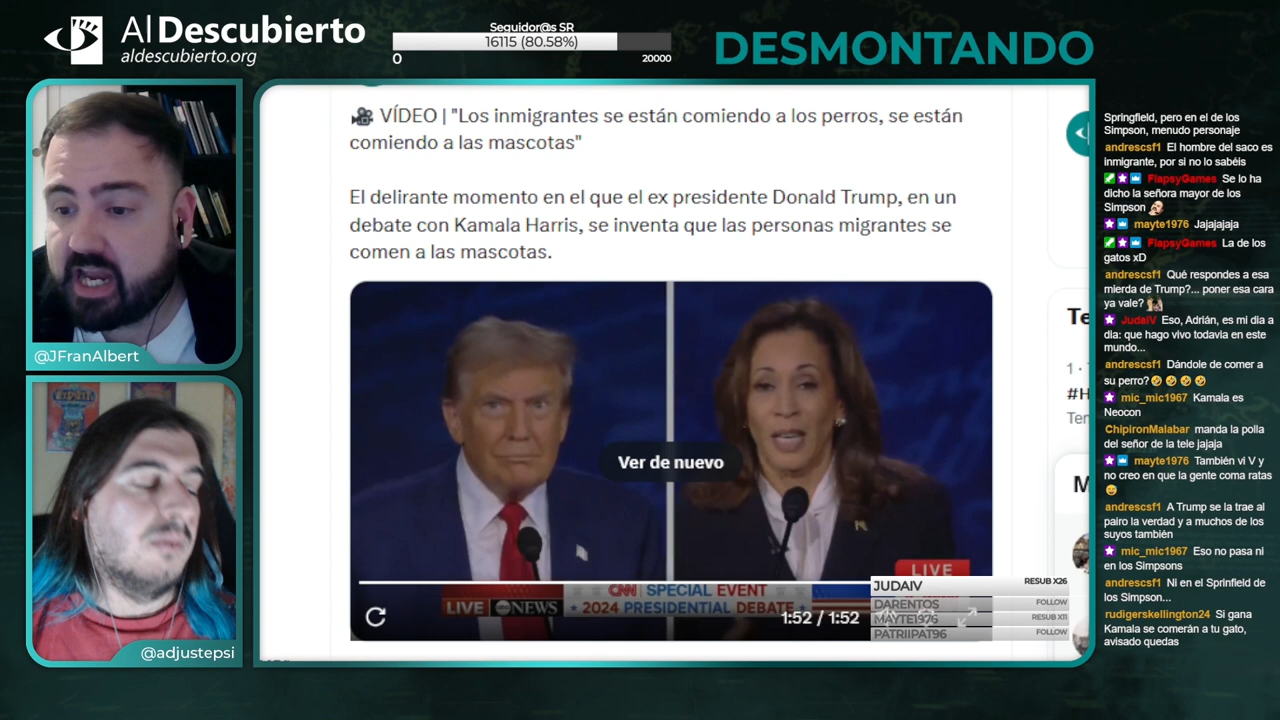 Al Descubierto
aldescubierto.org
Seguidor@s SR
16115 (80.58%)
0
20000
DESMONTANDO
@JFranAlbert
@adjustepsi
VÍDEO | "Los inmigrantes se están comiendo a los perros, se están
comiendo a las mascotas"
El delirante momento en el que el ex presidente Donald Trump, en un
debate con Kamala Harris, se inventa que las personas migrantes se
comen a las mascotas.
Ver de nuevo
LIVE
CNN SPECIAL EVENT
LIVE abc NEWS ★ 2024 PRESIDENTIAL DEBATE ★
1:52 / 1:52
JUDAIV RESUB X26
DARENTOS FOLLOW
MAYTE1976 RESUB X11
PATRIIPAT96 FOLLOW
Te
1 ·
#H
Ten
M
Springfield, pero en el de los
Simpson, menudo personaje
andrescsf1 El hombre del saco es
inmigrante, por si no lo sabéis
FlapsyGames Se lo ha
dicho la señora mayor de los
Simpson
mayte1976 Jajajajaja
FlapsyGames La de los
gatos xD
andrescsf1 Qué respondes a esa
mierda de Trump?... poner esa cara
ya vale?
JudaIV Eso, Adrián, es mi dia a
dia: que hago vivo todavia en este
mundo...
andrescsf1 Dándole de comer a
su perro?
mic_mic1967 Kamala es
Neocon
ChipironMalabar manda la polla
del señor de la tele jajaja
mayte1976 También vi V y
no creo en que la gente coma ratas
andrescsf1 A Trump se la trae al
pairo la verdad y a muchos de los
suyos también
mic_mic1967 Eso no pasa ni
en los Simpsons
andrescsf1 Ni en el Sprinfield de
los Simpson...
rudigerskellington24 Si gana
Kamala se comerán a tu gato,
avisado quedas